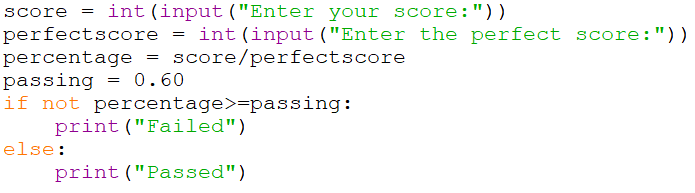 score = int(input("Enter your score:"))
perfectscore = int(input("Enter the perfect score:"))
percentage = score/perfectscore
passing = 0.60
if not percentage>=passing:
    print("Failed")
else:
    print("Passed")